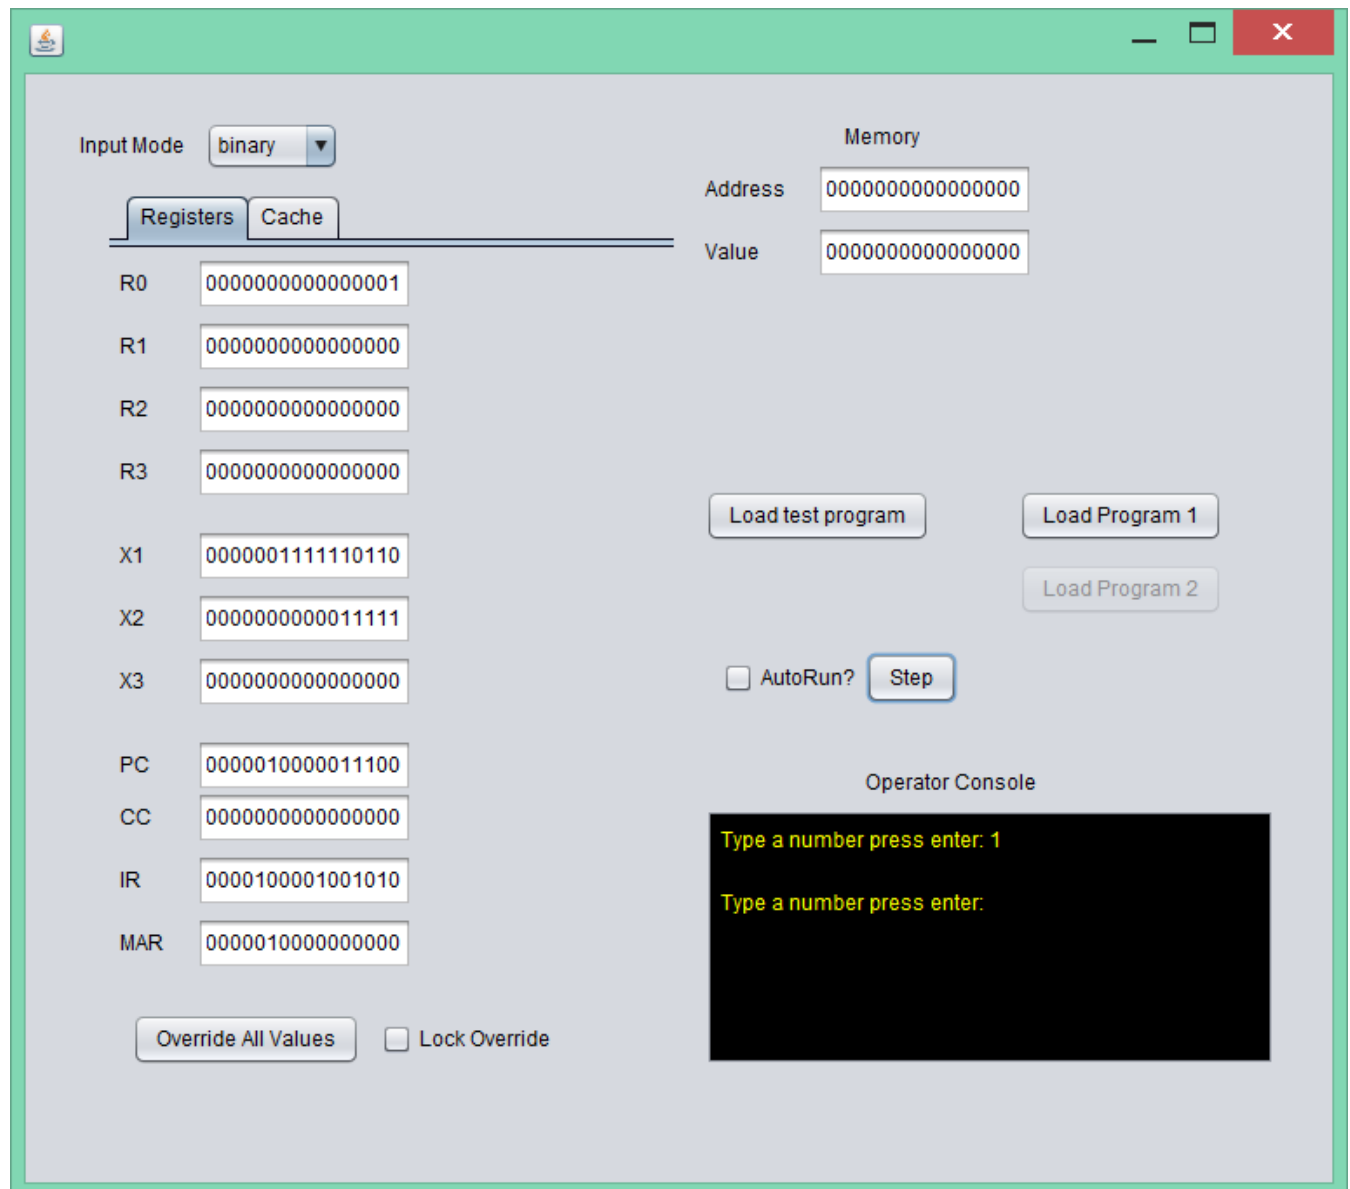 Input Mode binary
Registers Cache
R0 0000000000000001
R1 0000000000000000
R2 0000000000000000
R3 0000000000000000
X1 0000001111110110
X2 0000000000011111
X3 0000000000000000
PC 0000010000011100
CC 0000000000000000
IR 0000100001001010
MAR 0000010000000000
Override All Values Lock Override
Memory
Address 0000000000000000
Value 0000000000000000
Load test program Load Program 1
Load Program 2
AutoRun? Step
Operator Console
Type a number press enter: 1
Type a number press enter: